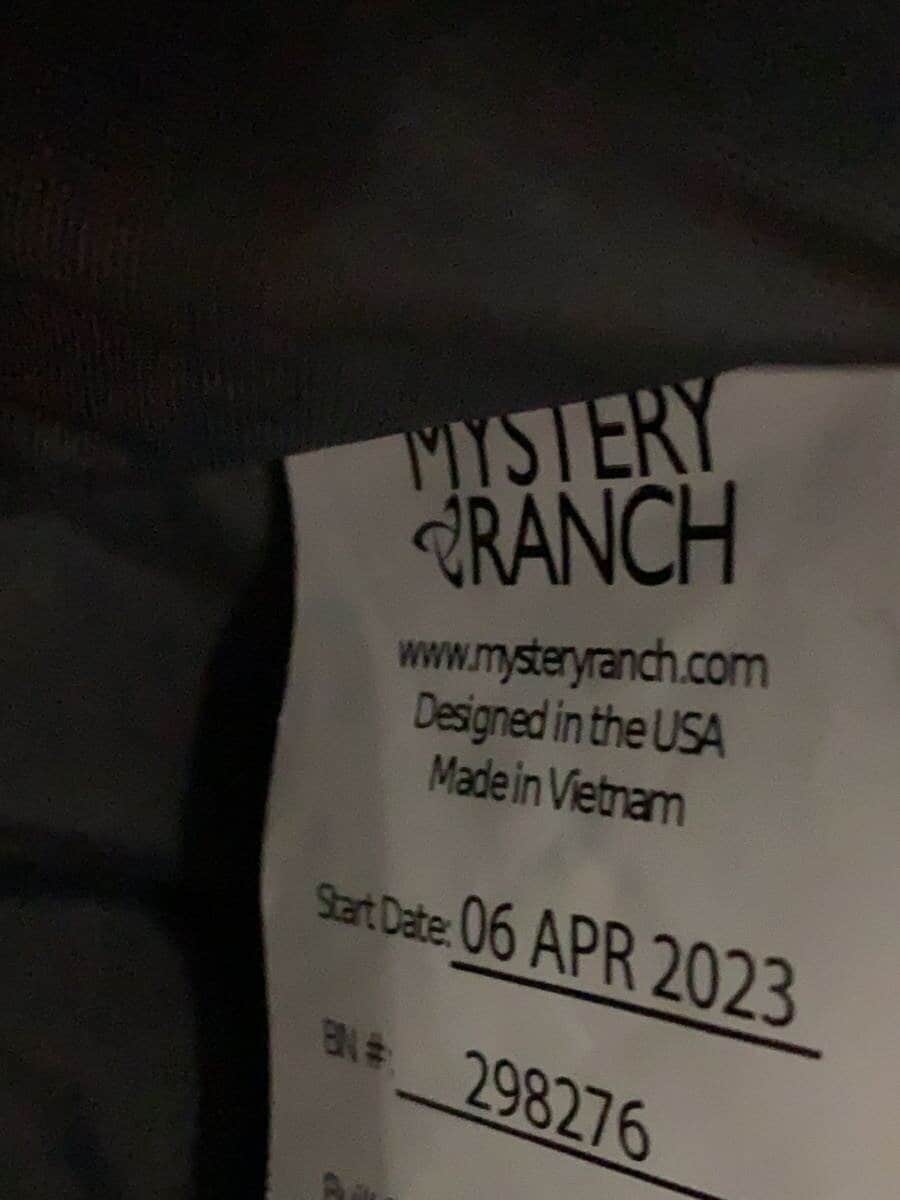 MYSTERY
RANCH
www.mysteryranch.com
Designed in the USA
Made in Vietnam
Start Date: 06 APR 2023
BN #: 298276